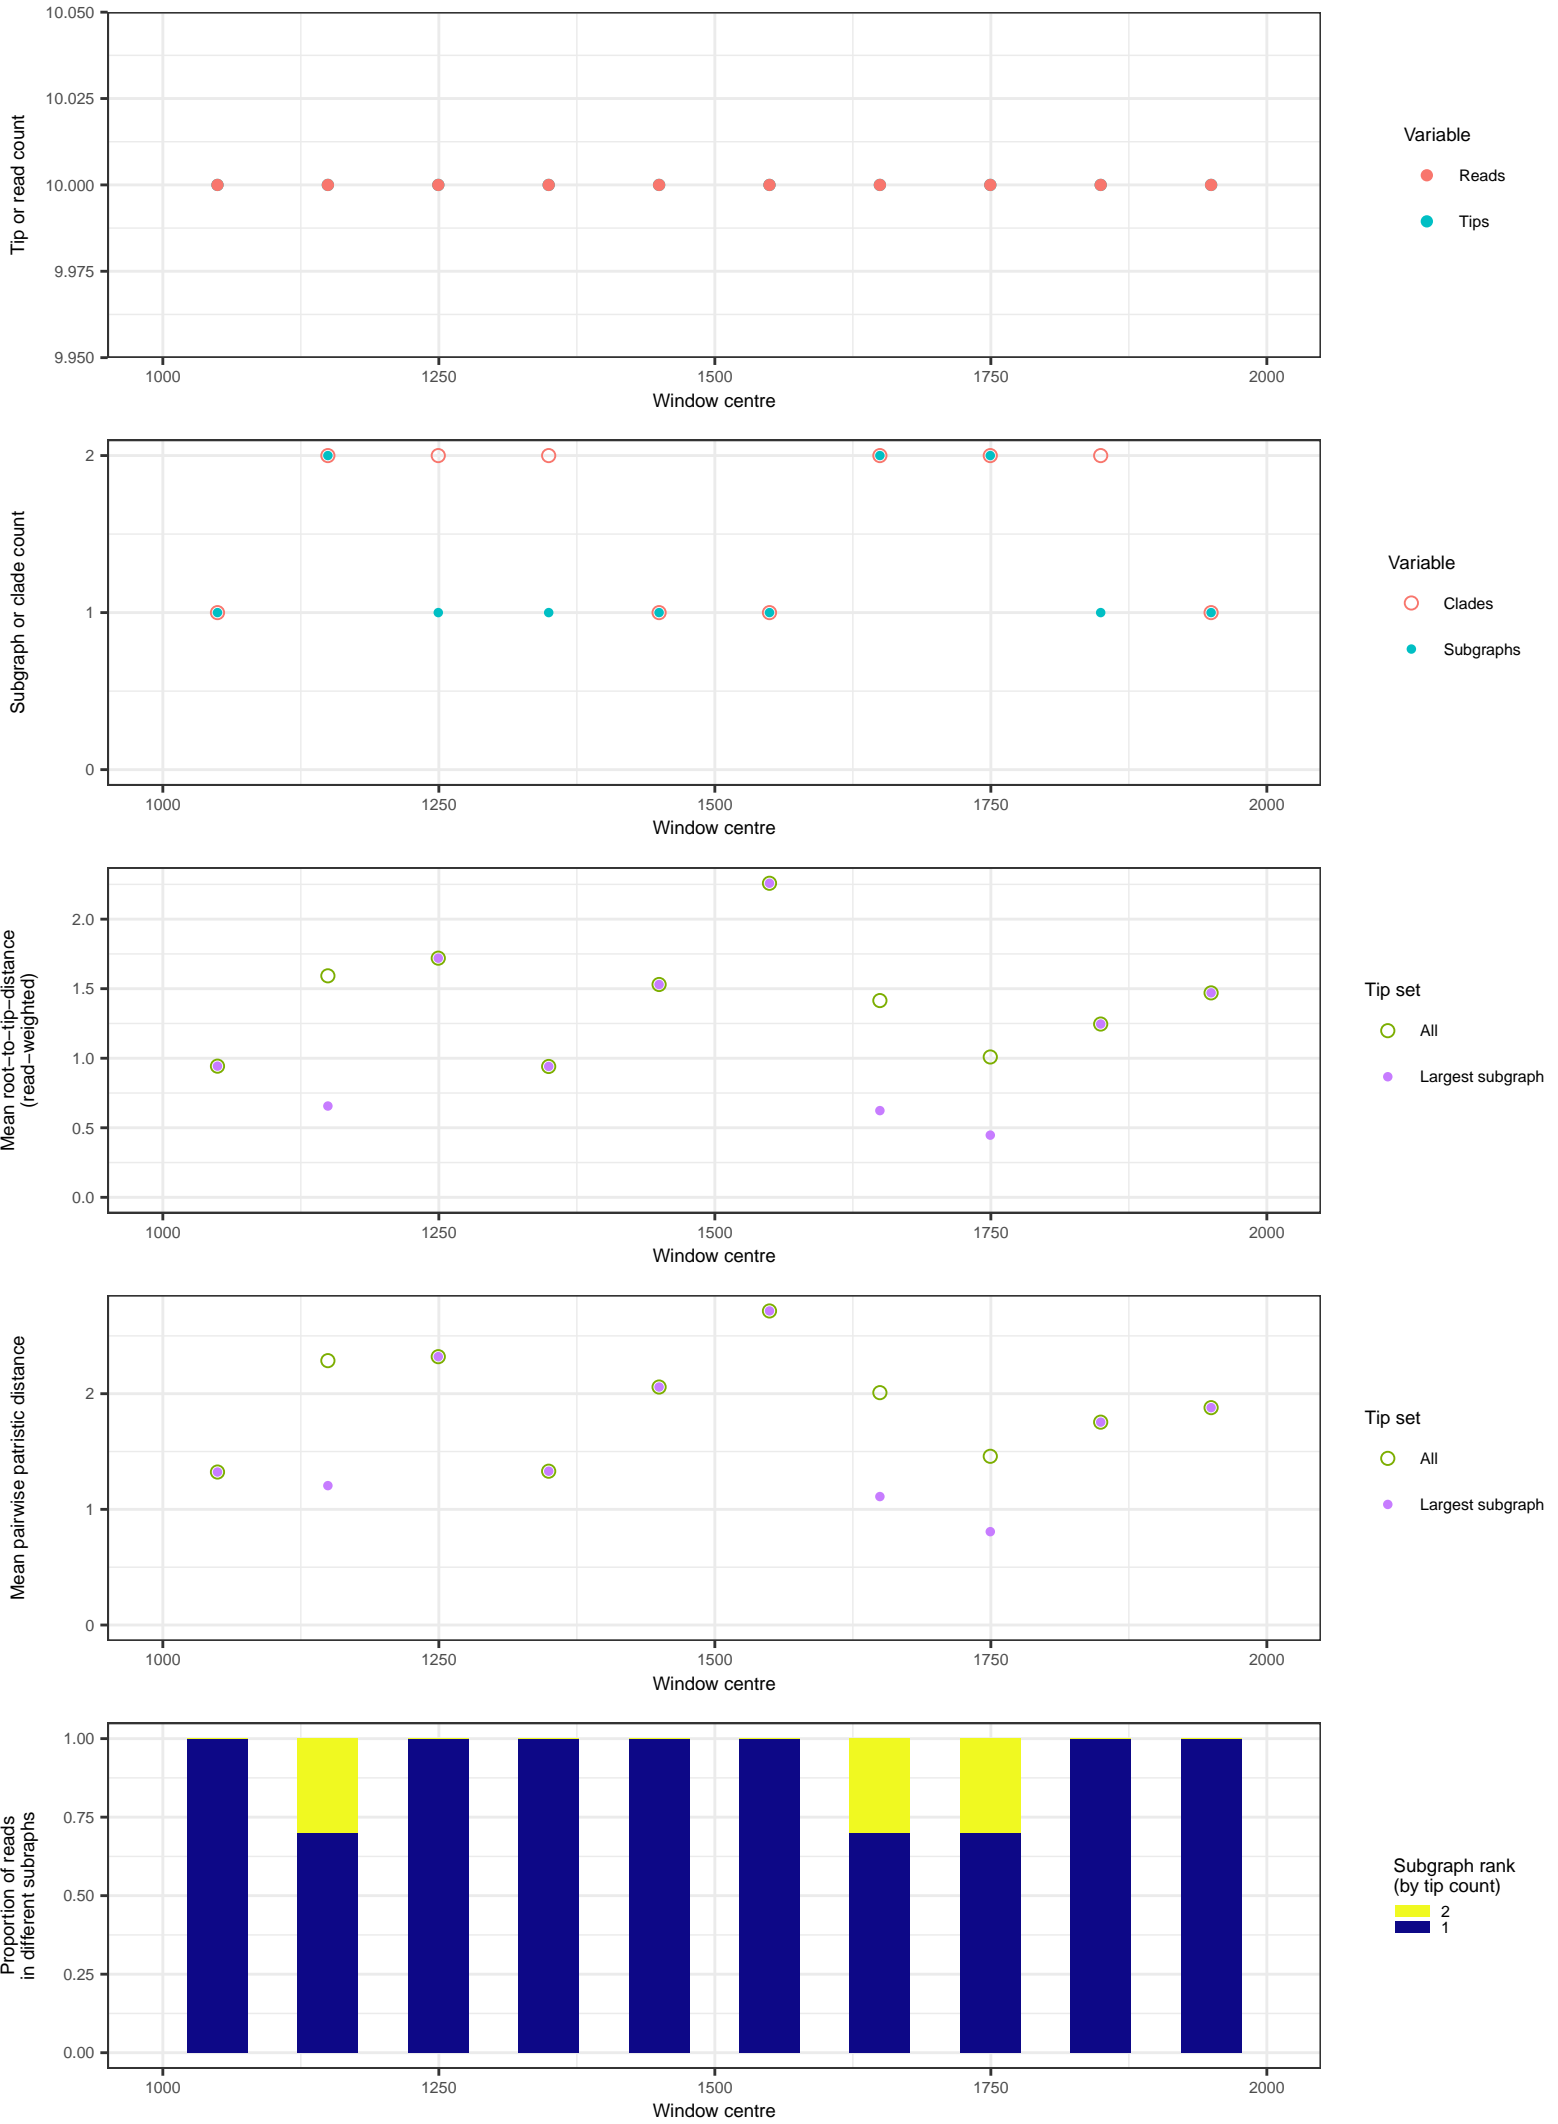 10.050
10.025
10.000
9.975
9.950
Tip or read count
1000 1250 1500 1750 2000
Window centre
Variable
Reads
Tips
2
1
0
Subgraph or clade count
1000 1250 1500 1750 2000
Window centre
Variable
Clades
Subgraphs
2.0
1.5
1.0
0.5
0.0
Mean root−to−tip−distance
(read−weighted)
1000 1250 1500 1750 2000
Window centre
Tip set
All
Largest subgraph
2
1
0
Mean pairwise patristic distance
1000 1250 1500 1750 2000
Window centre
Tip set
All
Largest subgraph
1.00
0.75
0.50
0.25
0.00
Proportion of reads
in different subraphs
1000 1250 1500 1750 2000
Window centre
Subgraph rank
(by tip count)
2
1